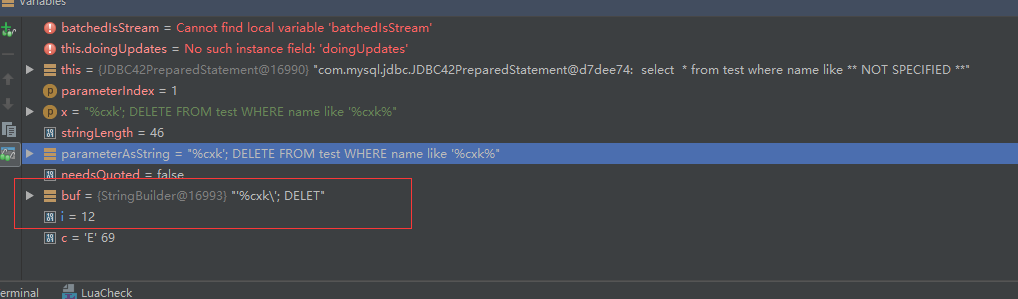 Variables
batchedIsStream = Cannot find local variable 'batchedIsStream'
this.doingUpdates = No such instance field: 'doingUpdates'
this = {JDBC42PreparedStatement@16990} "com.mysql.jdbc.JDBC42PreparedStatement@d7dee74: select * from test where name like ** NOT SPECIFIED **"
parameterIndex = 1
x = "%cxk'; DELETE FROM test WHERE name like '%cxk%"
stringLength = 46
parameterAsString = "%cxk'; DELETE FROM test WHERE name like '%cxk%"
needsQuoted = false
buf = {StringBuilder@16993} "'%cxk\'; DELET"
i = 12
c = 'E' 69
erminal LuaCheck